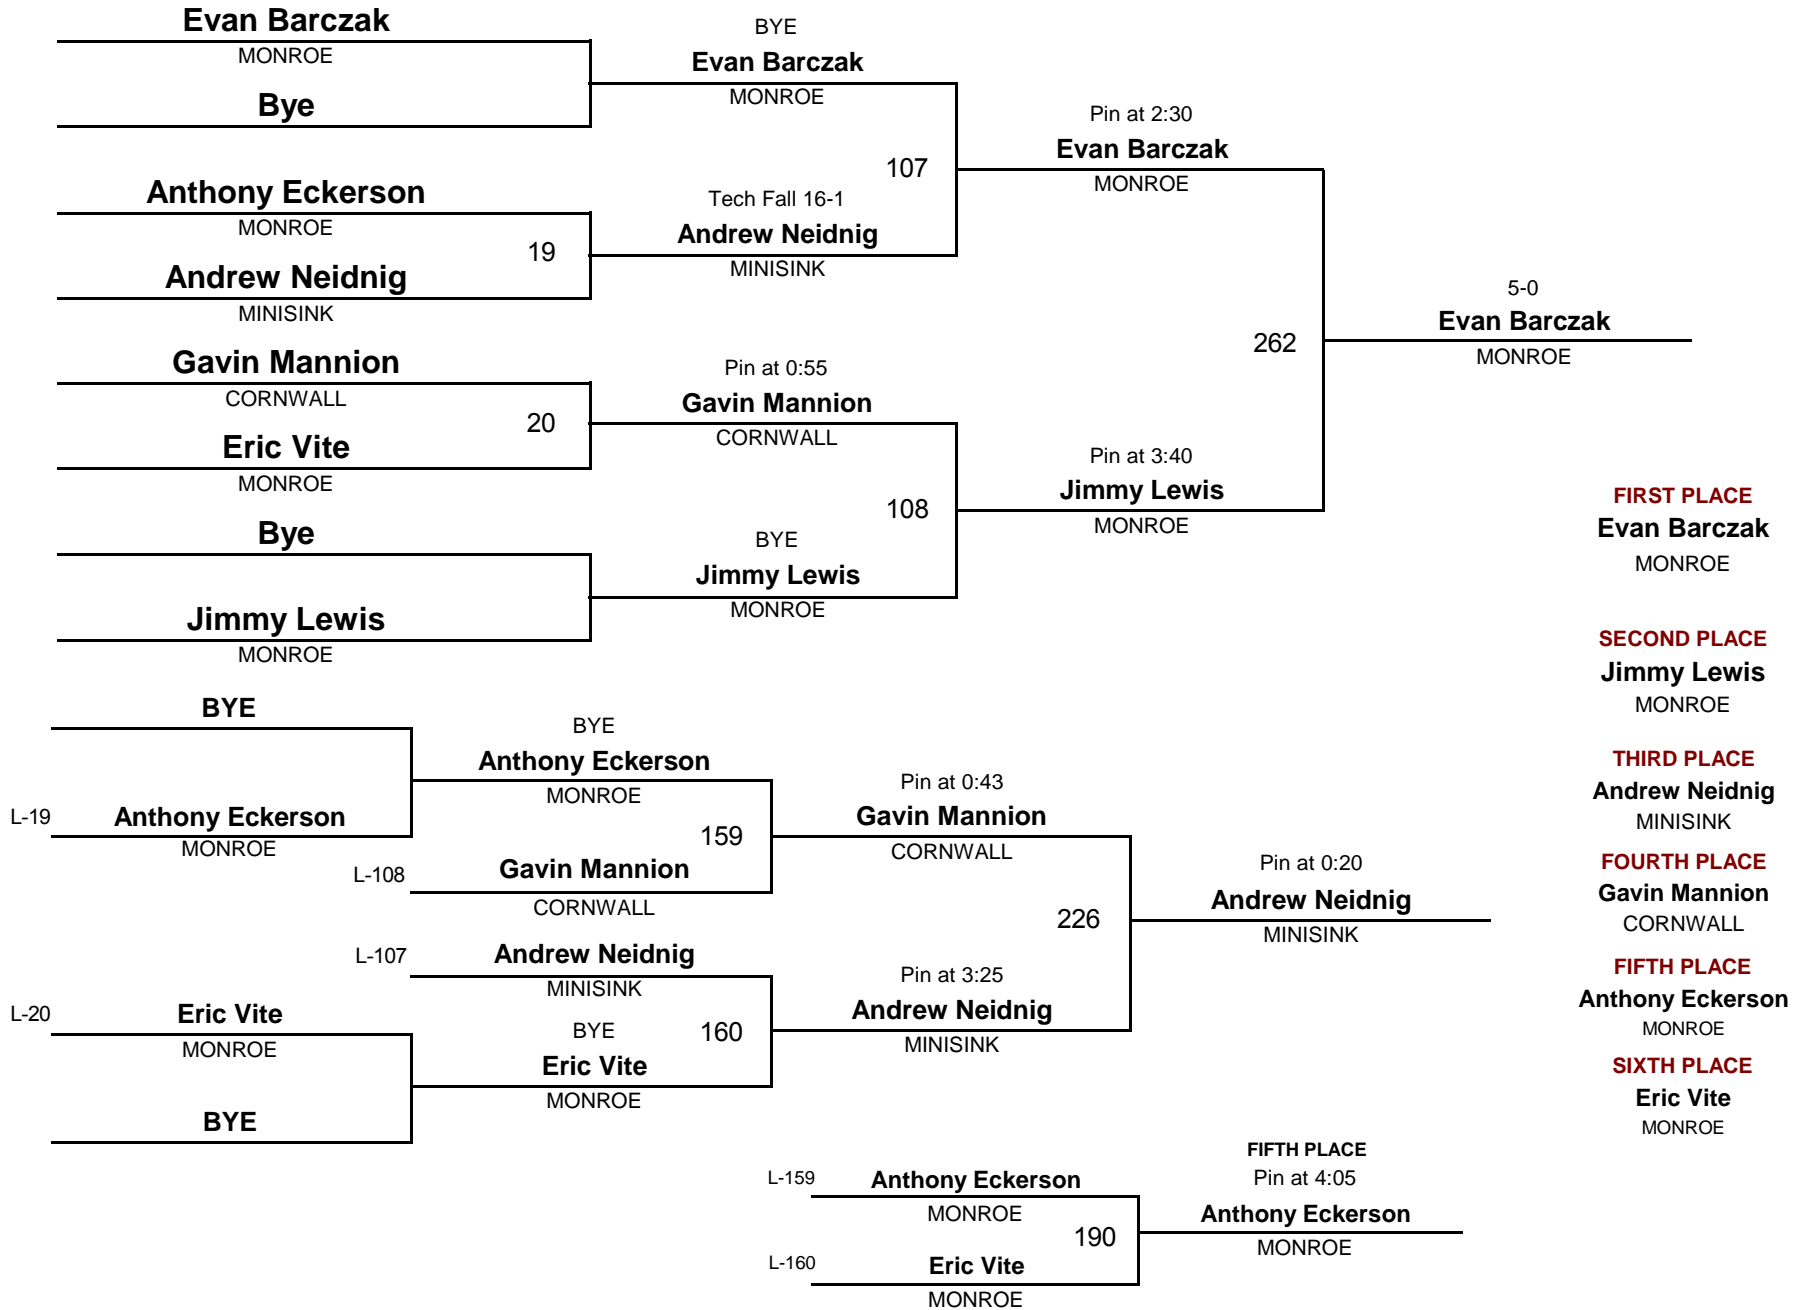 Evan Barczak
MONROE
Bye
BYE
Evan Barczak
MONROE
Anthony Eckerson
MONROE
19
Andrew Neidnig
MINISINK
Tech Fall 16-1
Andrew Neidnig
MINISINK
107
Pin at 2:30
Evan Barczak
MONROE
Gavin Mannion
CORNWALL
20
Eric Vite
MONROE
Pin at 0:55
Gavin Mannion
CORNWALL
Bye
Jimmy Lewis
MONROE
BYE
Jimmy Lewis
MONROE
108
Pin at 3:40
Jimmy Lewis
MONROE
262
5-0
Evan Barczak
MONROE
FIRST PLACE
Evan Barczak
MONROE
SECOND PLACE
Jimmy Lewis
MONROE
THIRD PLACE
Andrew Neidnig
MINISINK
FOURTH PLACE
Gavin Mannion
CORNWALL
FIFTH PLACE
Anthony Eckerson
MONROE
SIXTH PLACE
Eric Vite
MONROE
BYE
L-19
Anthony Eckerson
MONROE
BYE
Anthony Eckerson
MONROE
159
L-108
Gavin Mannion
CORNWALL
Pin at 0:43
Gavin Mannion
CORNWALL
L-107
Andrew Neidnig
MINISINK
L-20
Eric Vite
MONROE
BYE
BYE
Eric Vite
MONROE
160
Pin at 3:25
Andrew Neidnig
MINISINK
226
Pin at 0:20
Andrew Neidnig
MINISINK
L-159
Anthony Eckerson
MONROE
190
L-160
Eric Vite
MONROE
FIFTH PLACE
Pin at 4:05
Anthony Eckerson
MONROE